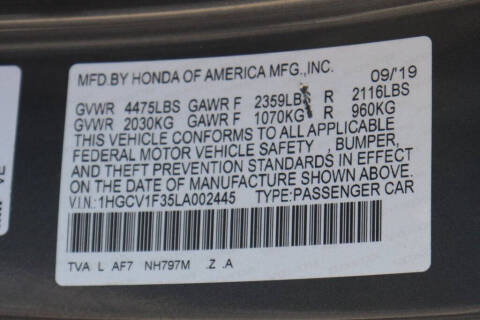 MFD.BY HONDA OF AMERICA MFG.,INC. 09/'19
GVWR 4475LBS GAWR F 2359LBS R 2116LBS
GVWR 2030KG GAWR F 1070KG R 960KG
THIS VEHICLE CONFORMS TO ALL APPLICABLE
FEDERAL MOTOR VEHICLE SAFETY , BUMPER,
AND THEFT PREVENTION STANDARDS IN EFFECT
ON THE DATE OF MANUFACTURE SHOWN ABOVE.
V.I.N.:1HGCV1F35LA002445 TYPE:PASSENGER CAR
TVA L AF7 NH797M .Z .A